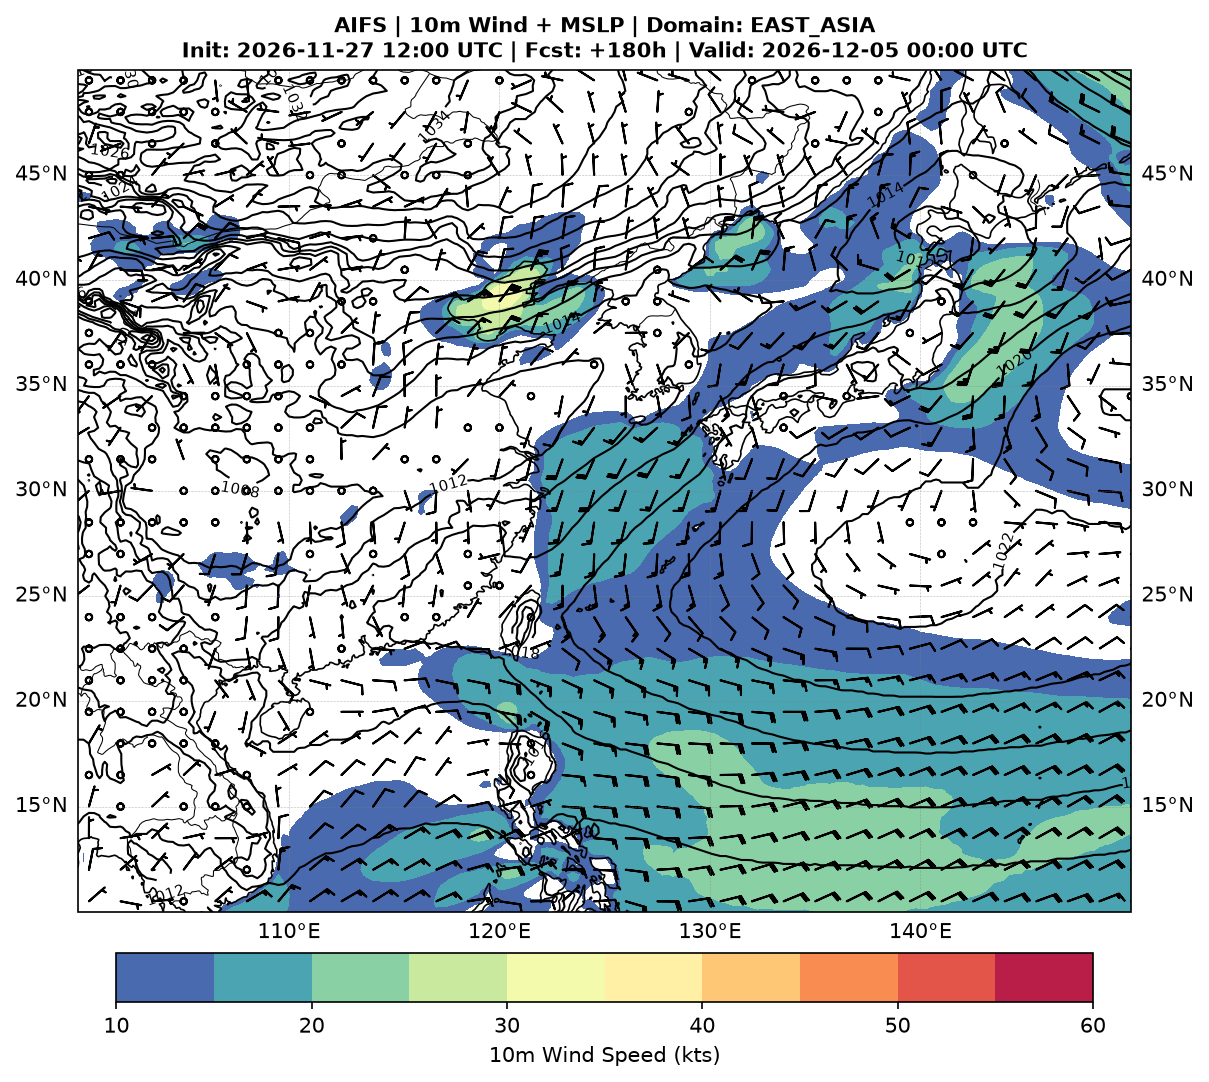 AIFS | 10m Wind + MSLP | Domain: EAST_ASIA
Init: 2026-11-27 12:00 UTC | Fcst: +180h | Valid: 2026-12-05 00:00 UTC
1034
1026
1014
45°N
45°N
40°N
40°N
1014
1020
35°N
35°N
1008
1012
30°N
30°N
1022
25°N
25°N
1018
20°N
20°N
15°N
15°N
1012
110°E
120°E
130°E
140°E
10
20
30
40
50
60
10m Wind Speed (kts)